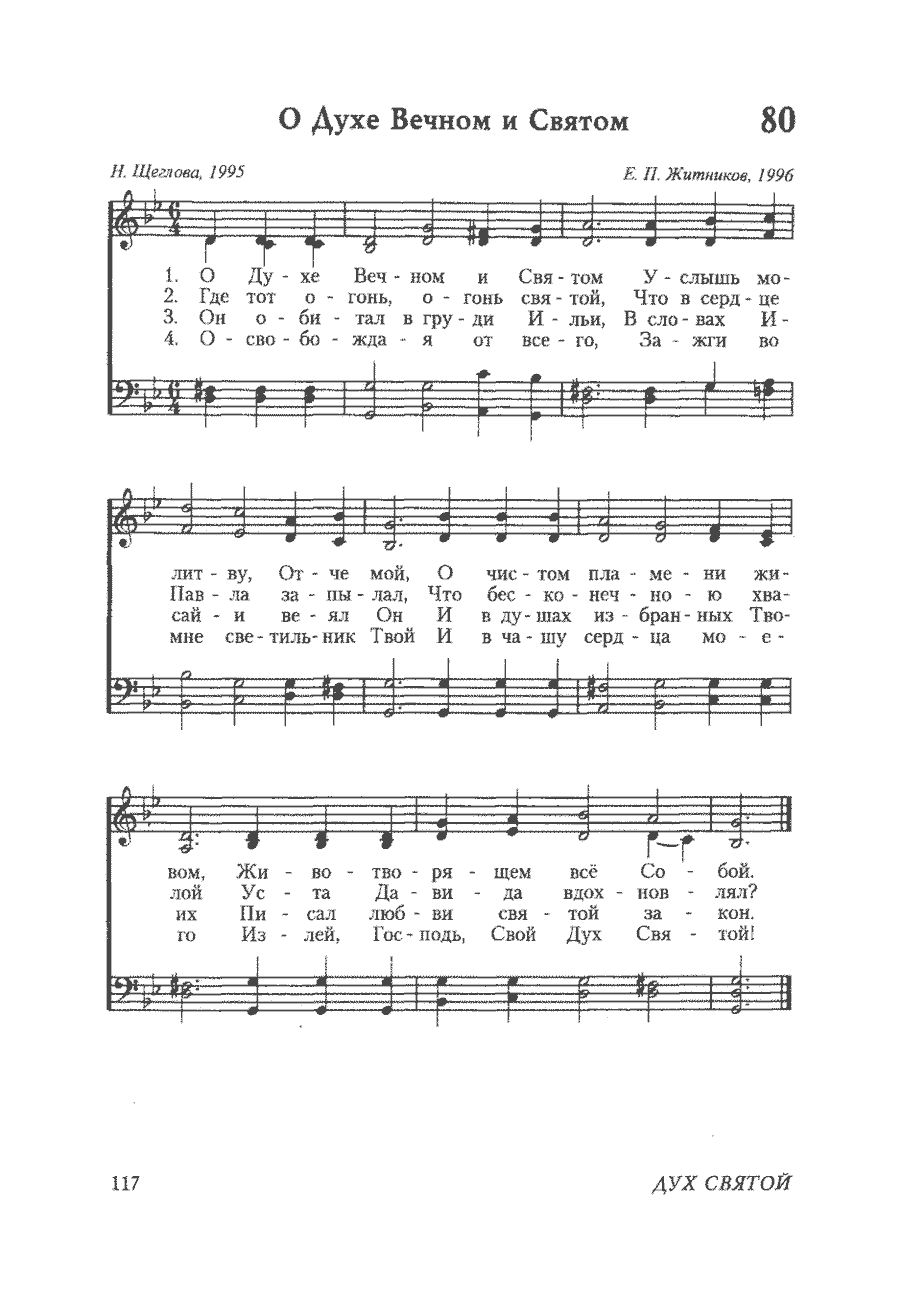 О Духе Вечном и Святом 80
Н. Щеглова, 1995 Е. П. Житников, 1996
1. О Ду - хе Веч - ном и Свя - том У - слышь мо-
2. Где тот о - гонь, о - гонь свя - той, Что в серд - це
3. Он о - би - тал в гру - ди И - льи, В сло - вах И -
4. О - сво - бо - жда - я от все - го, За - жги во
лит - ву, От - че мой, О чис - том пла - ме - ни жи-
Пав - ла за - пы - лал, Что бес - ко - неч - но - ю хва-
сай - и ве - ял Он И в ду - шах из - бран - ных Тво-
мне све - тиль - ник Твой И в ча - шу серд - ца мо - е -
вом, Жи - во - тво - ря - щем всё Со - бой.
лой Ус - та Да - ви - да вдох - нов - лял?
их Пи - сал люб - ви свя - той за - кон.
го Из - лей, Гос - подь, Свой Дух Свя - той!
117 ДУХ СВЯТОЙ